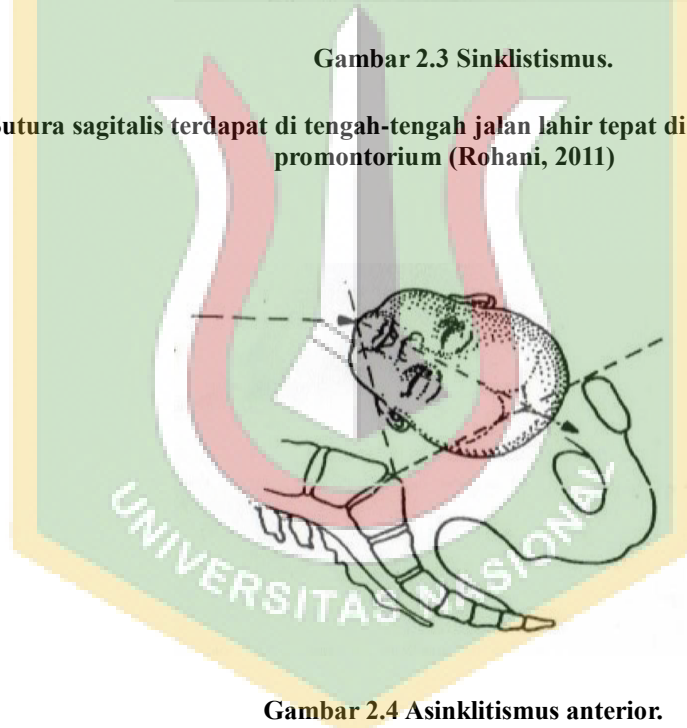 Gambar 2.3 Sinklistismus.
sutura sagitalis terdapat di tengah-tengah jalan lahir tepat di
promontorium (Rohani, 2011)
UNIVERSITAS NASIONAL
Gambar 2.4 Asinklitismus anterior.